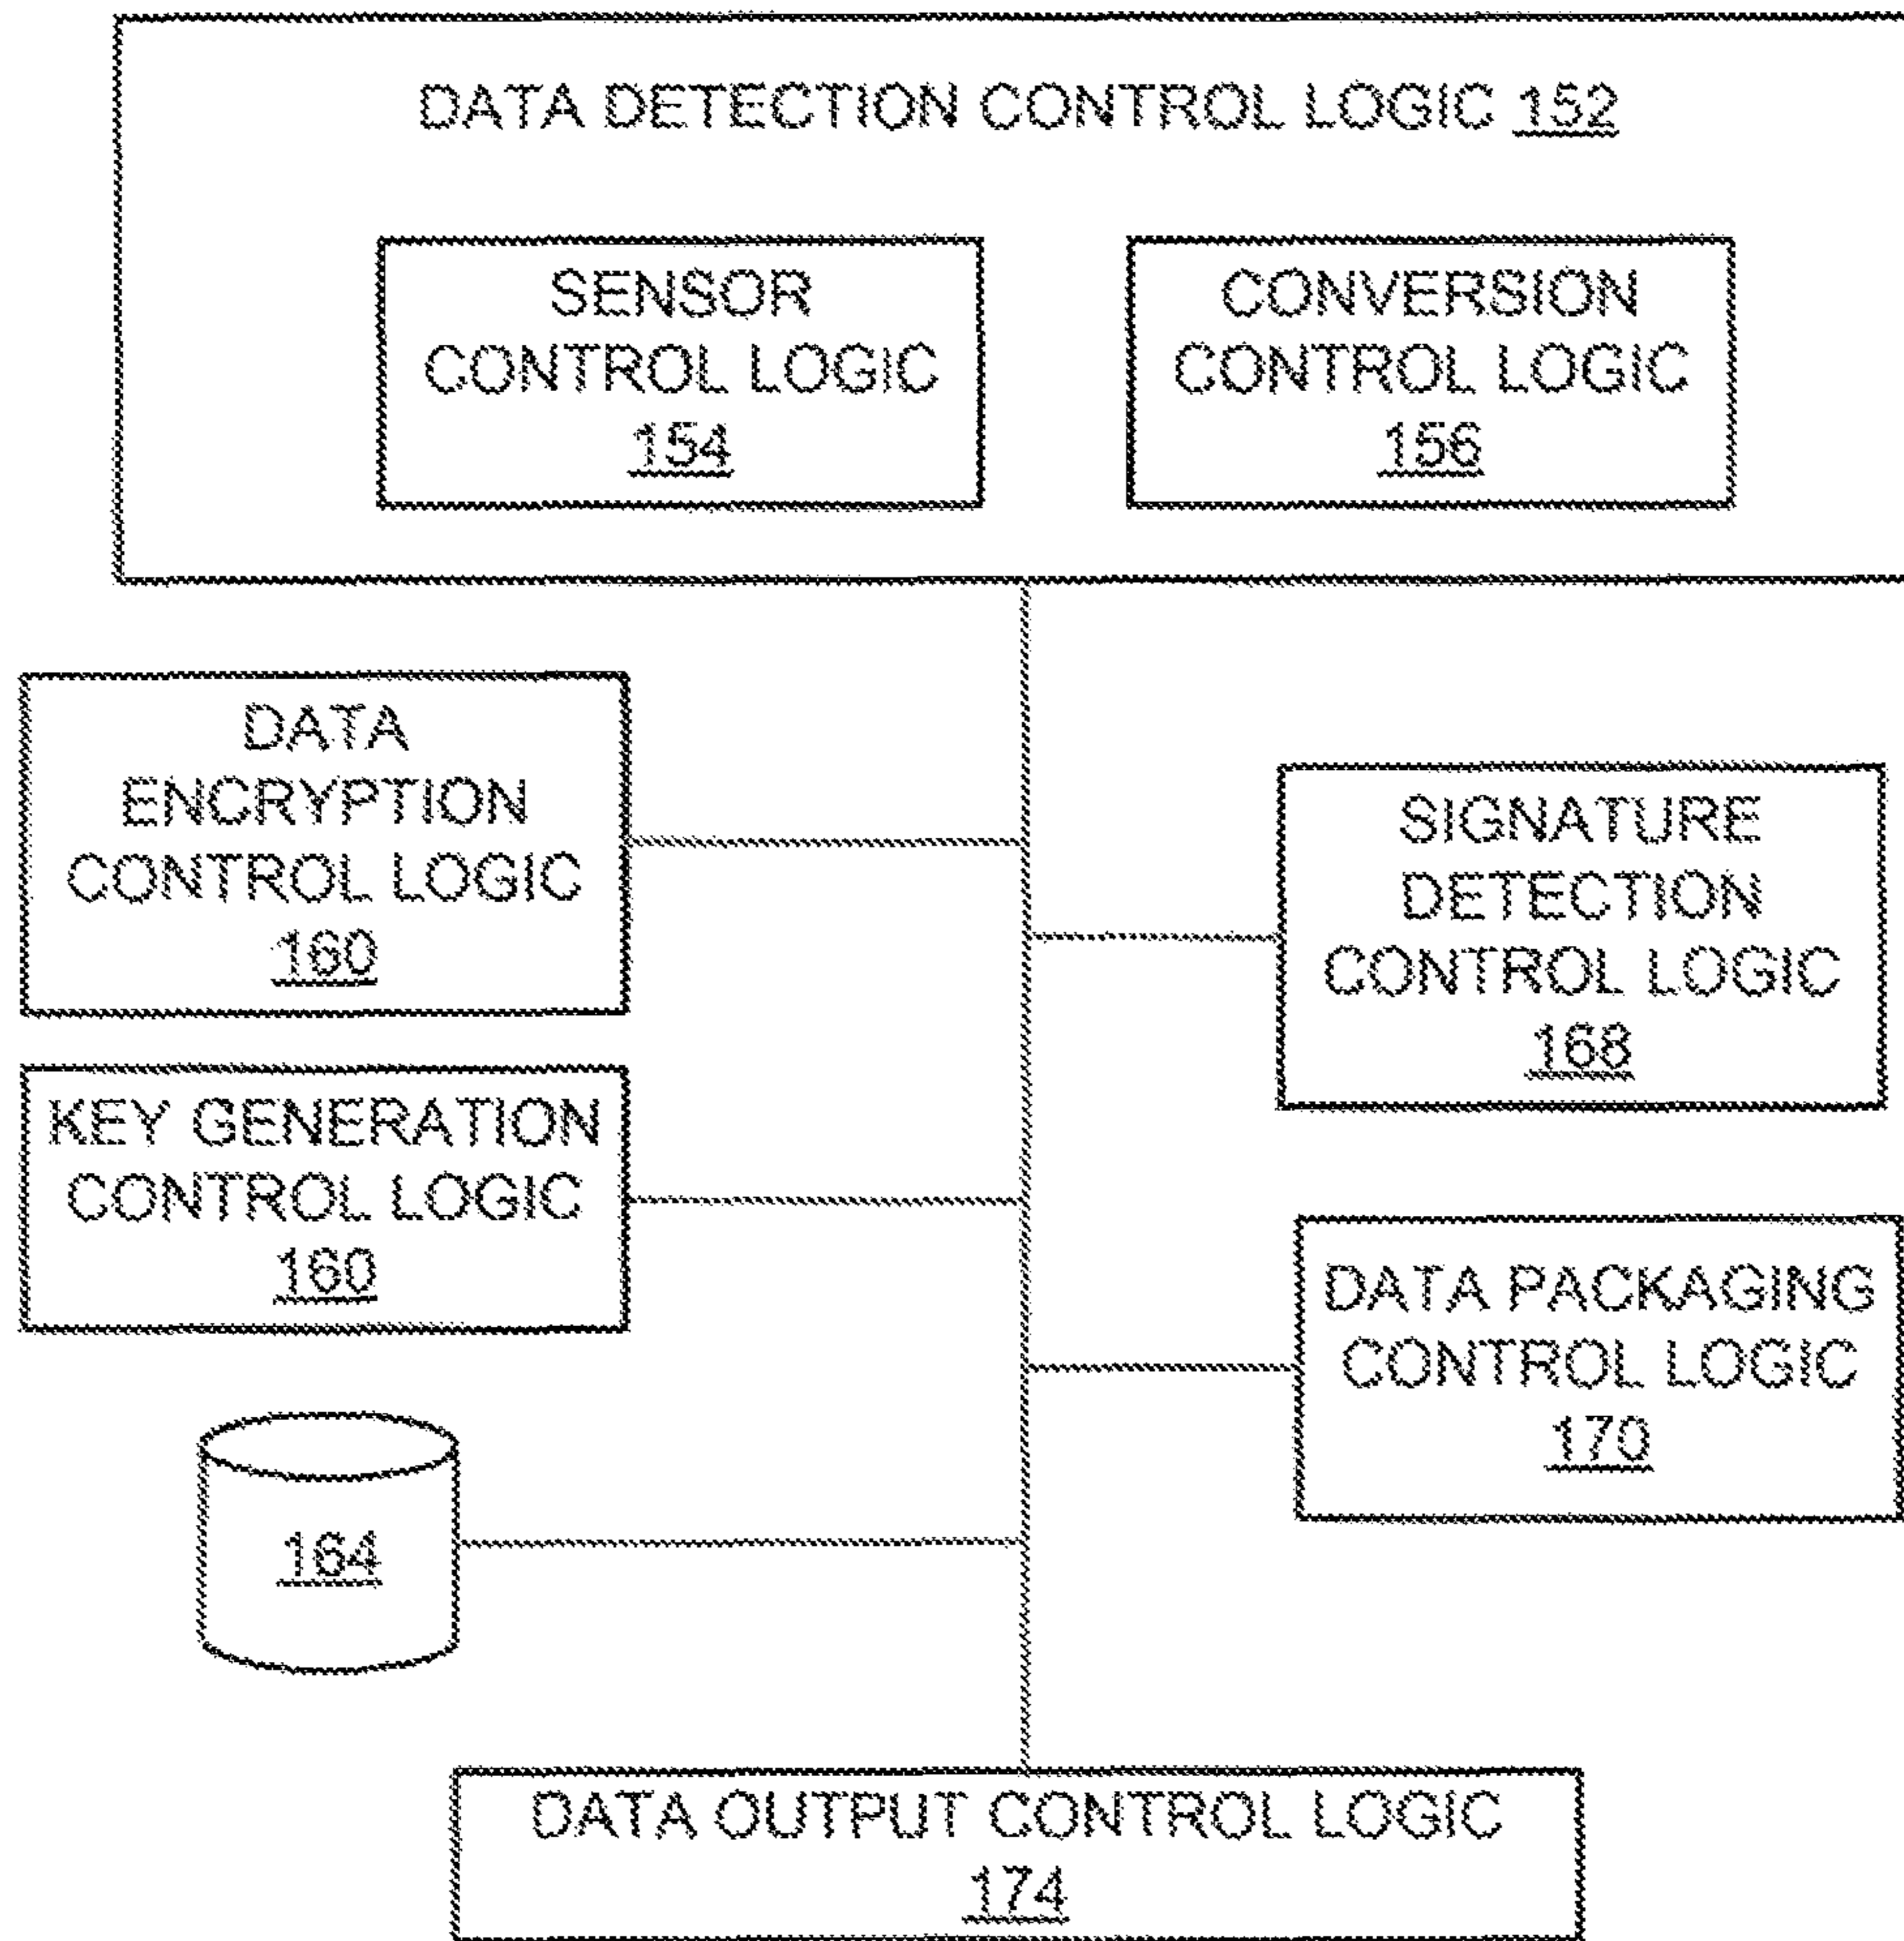 DATA DETECTION CONTROL LOGIC 152
SENSOR
CONTROL LOGIC
154
CONVERSION
CONTROL LOGIC
156
DATA
ENCRYPTION
CONTROL LOGIC
160
SIGNATURE
DETECTION
CONTROL LOGIC
168
KEY GENERATION
CONTROL LOGIC
160
DATA PACKAGING
CONTROL LOGIC
170
164
DATA OUTPUT CONTROL LOGIC
174